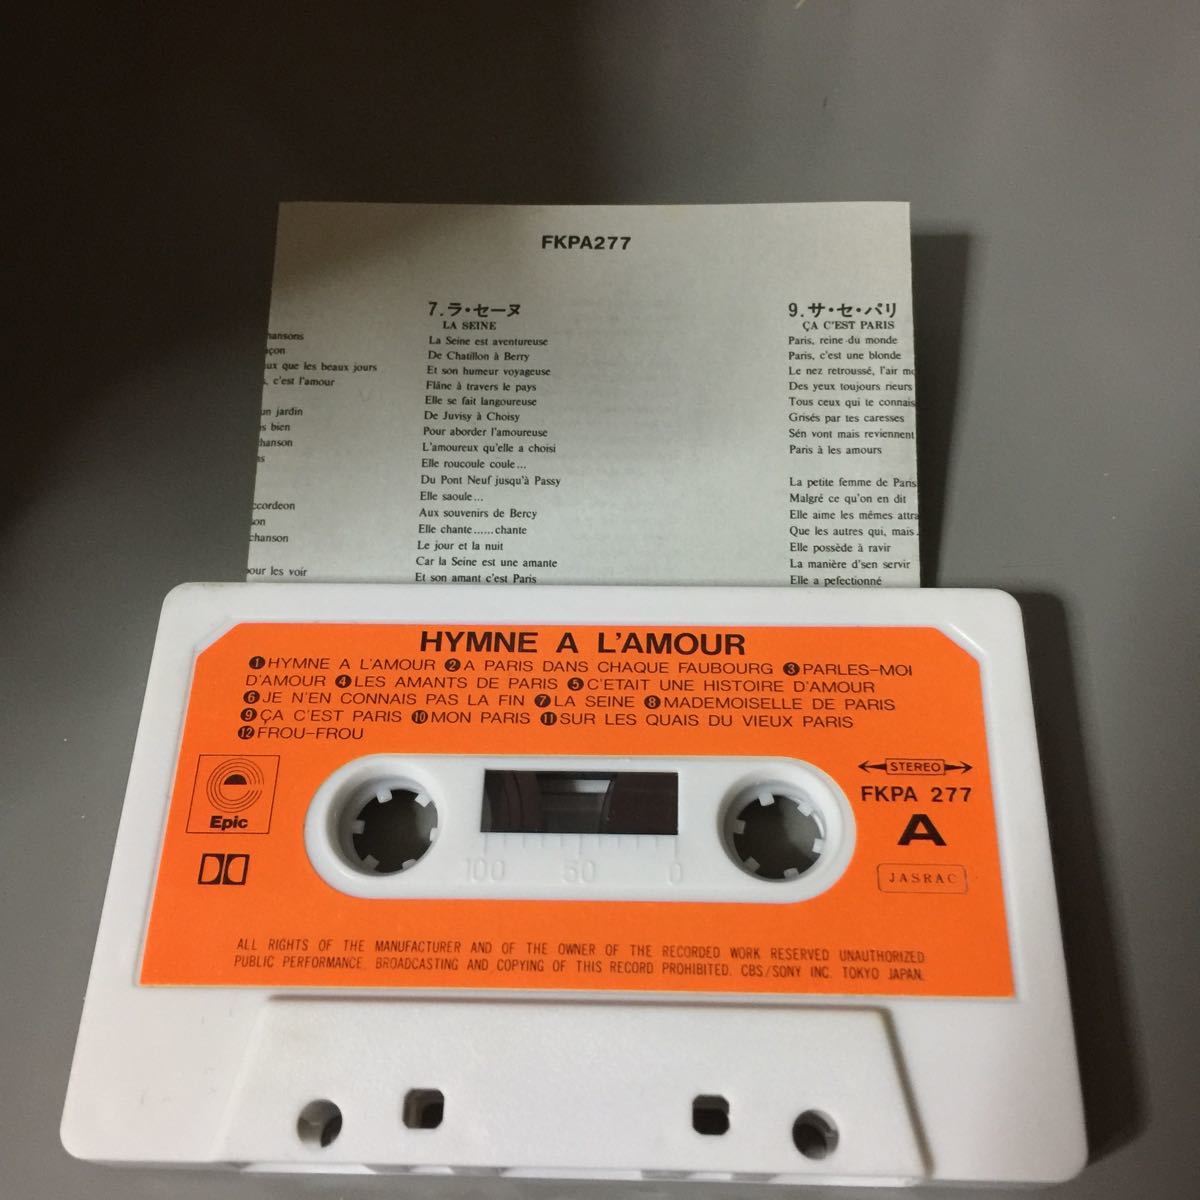 FKPA277
hansons
çon
ux que les beaux jours
, c'est l'amour
un jardin
s bien
hanson
ns
ccordeon
on
chanson
our les voir
7.ラ・セーヌ
LA SEINE
La Seine est aventureuse
De Chatillon à Berry
Et son humeur voyageuse
Flâne à travers le pays
Elle se fait langoureuse
De Juvisy à Choisy
Pour aborder l'amoureuse
L'amoureux qu'elle a choisi
Elle roucoule coule...
Du Pont Neuf jusqu'à Passy
Elle saoule...
Aux souvenirs de Bercy
Elle chante......chante
Le jour et la nuit
Car la Seine est une amante
Et son amant c'est Paris
9.サ・セ・パリ
ÇA C'EST PARIS
Paris, reine du monde
Paris, c'est une blonde
Le nez retroussé, l'air mo
Des yeux toujours rieurs
Tous ceux qui te connais
Grisés par tes caresses
Sén vont mais reviennent
Paris à les amours
La petite femme de Paris
Malgré ce qu'on en dit
Elle aime les mêmes attra
Que les autres qui, mais.
Elle possède à ravir
La manière d'sen servir
Elle a pefectionné
HYMNE A L'AMOUR
❶HYMNE A L'AMOUR ❷A PARIS DANS CHAQUE FAUBOURG ❸PARLES-MOI
D'AMOUR ❹LES AMANTS DE PARIS ❺C'ETAIT UNE HISTOIRE D'AMOUR
❻JE N'EN CONNAIS PAS LA FIN ❼LA SEINE ❽MADEMOISELLE DE PARIS
❾ÇA C'EST PARIS ❿MON PARIS ⓫SUR LES QUAIS DU VIEUX PARIS
⓬FROU-FROU
Epic
STEREO
FKPA 277
A
JASRAC
100 50 0
ALL RIGHTS OF THE MANUFACTURER AND OF THE OWNER OF THE RECORDED WORK RESERVED UNAUTHORIZED
PUBLIC PERFORMANCE. BROADCASTING AND COPYING OF THIS RECORD PROHIBITED. CBS/SONY INC. TOKYO JAPAN.